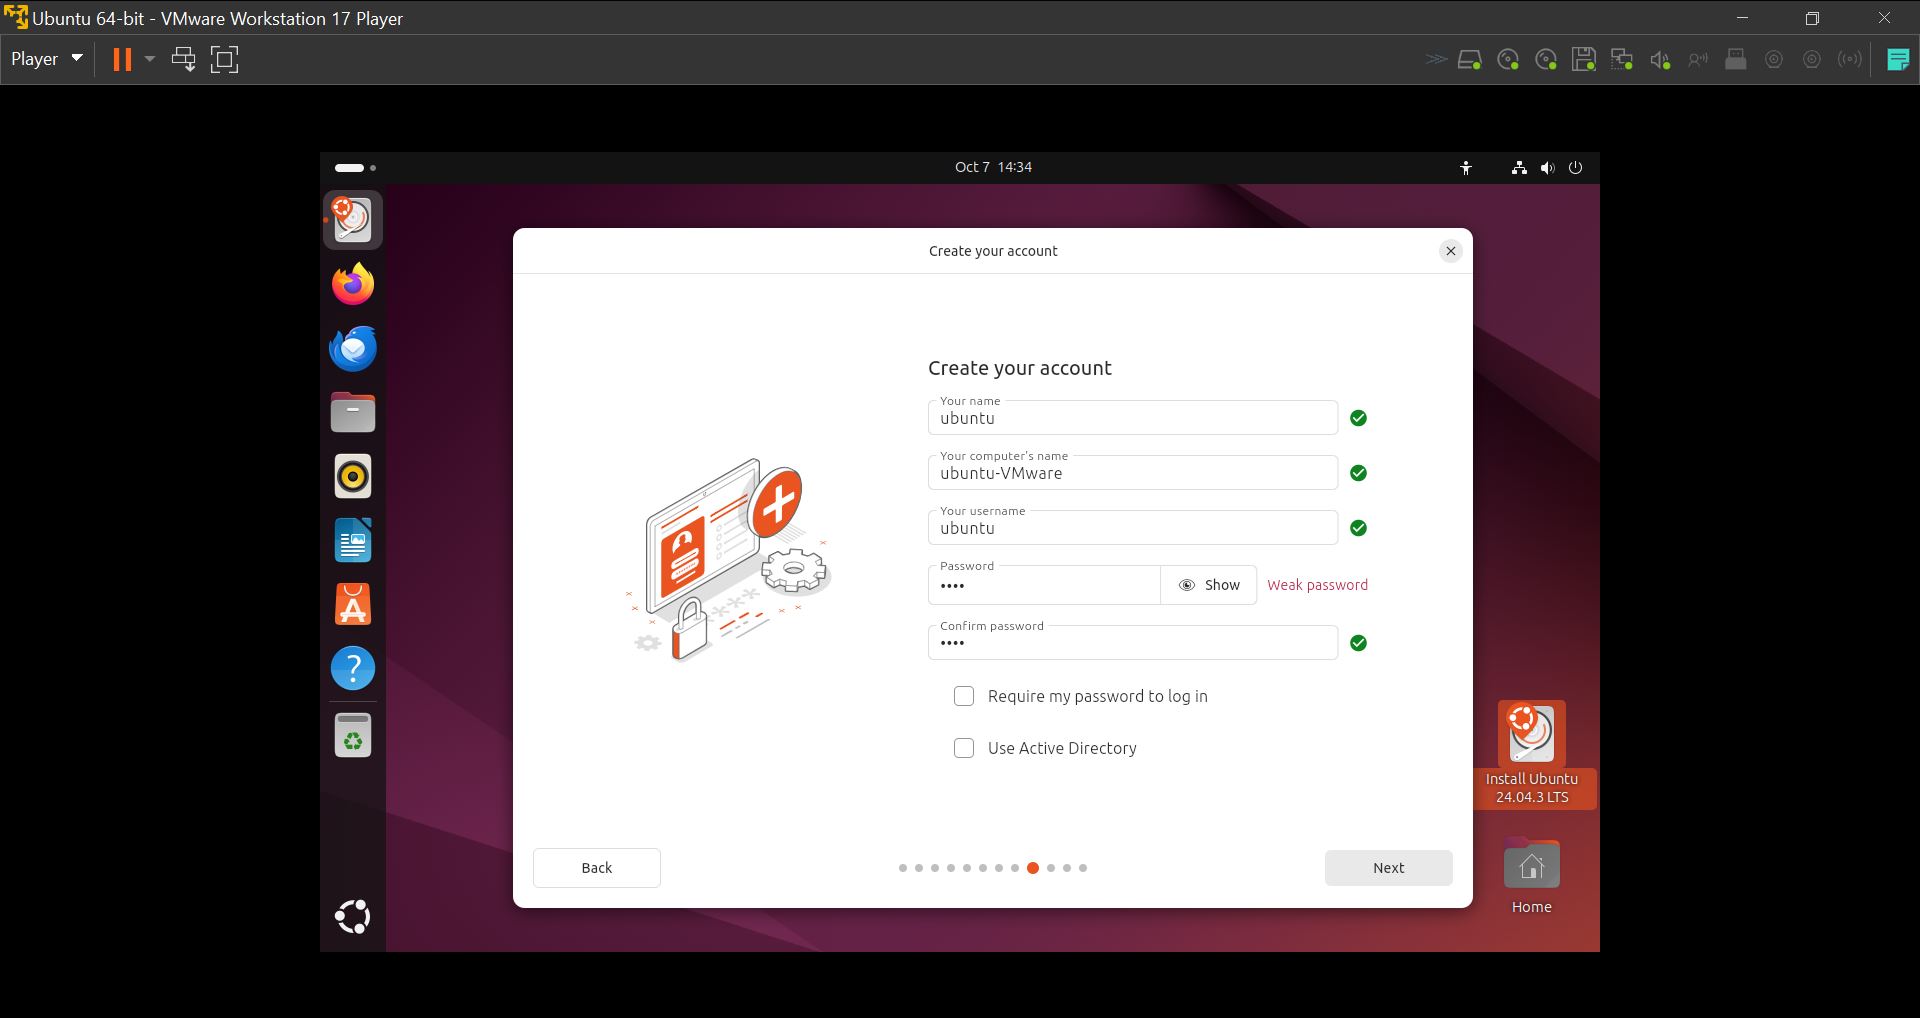 Ubuntu 64-bit - VMware Workstation 17 Player
Player
Oct 7 14:34
Create your account
Create your account
Your name
ubuntu
Your computer's name
ubuntu-VMware
Your username
ubuntu
Password
••••
Show
Weak password
Confirm password
••••
Require my password to log in
Use Active Directory
Install Ubuntu
24.04.3 LTS
Back
Next
Home